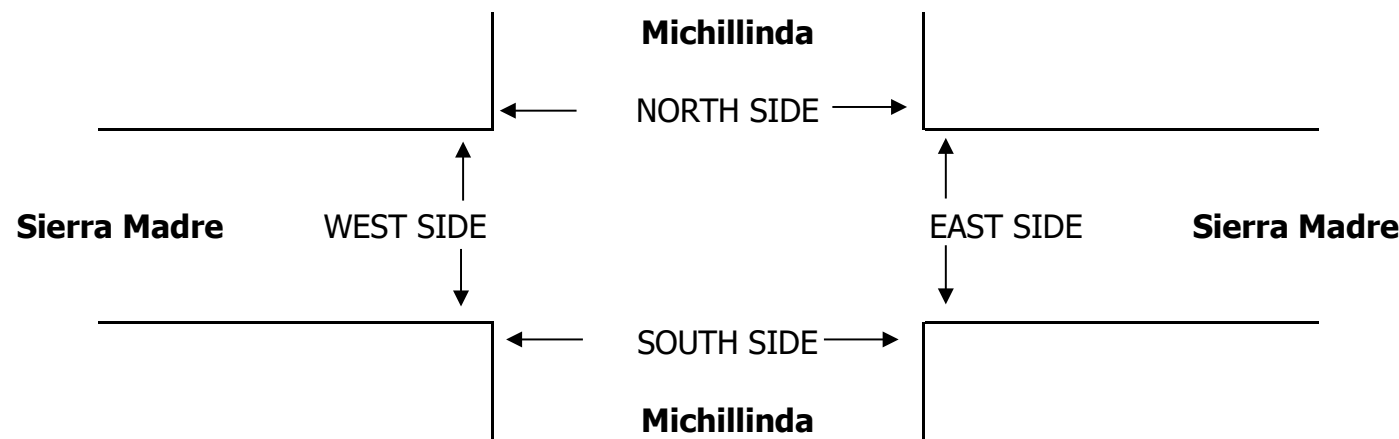 Michillinda
NORTH SIDE
Sierra Madre WEST SIDE EAST SIDE Sierra Madre
SOUTH SIDE
Michillinda